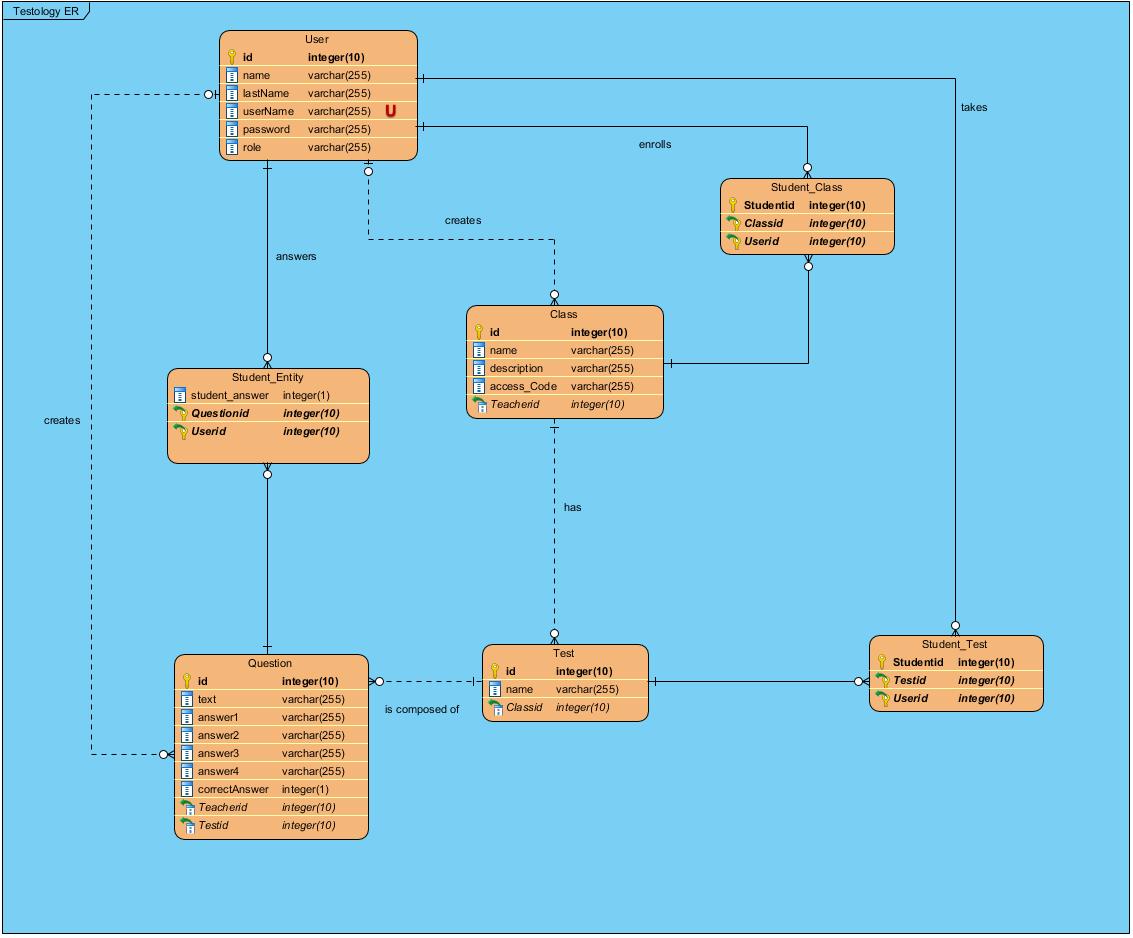 Testology ER
User
id integer(10)
name varchar(255)
lastName varchar(255)
userName varchar(255) U
password varchar(255)
role varchar(255)
takes
enrolls
Student_Class
Studentid integer(10)
Classid integer(10)
Userid integer(10)
creates
answers
Class
id integer(10)
name varchar(255)
description varchar(255)
access_Code varchar(255)
Teacherid integer(10)
Student_Entity
student_answer integer(1)
Questionid integer(10)
Userid integer(10)
creates
has
Student_Test
Studentid integer(10)
Testid integer(10)
Userid integer(10)
Test
id integer(10)
name varchar(255)
Classid integer(10)
is composed of
Question
id integer(10)
text varchar(255)
answer1 varchar(255)
answer2 varchar(255)
answer3 varchar(255)
answer4 varchar(255)
correctAnswer integer(1)
Teacherid integer(10)
Testid integer(10)